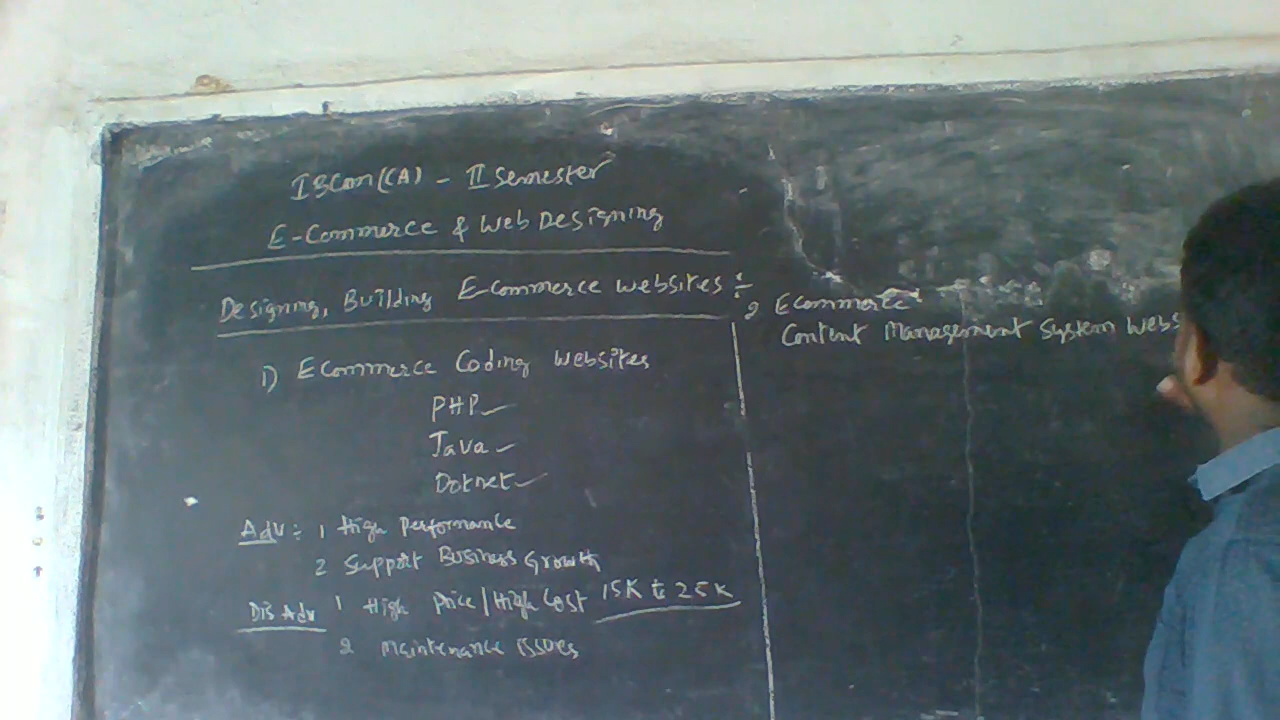 I BCom(CA) - II Semester
E-Commerce & Web Designing
Designing, Building E-Commerce Websites :-
1) ECommerce Coding Websites
PHP
Java
Dotnet
Adv : 1 High Performance
2 Support Business Growth
Dis Adv 1 High Price/High Cost 15K to 25K
2 Maintenance issues
2 Ecommerce
Content Management System Webs